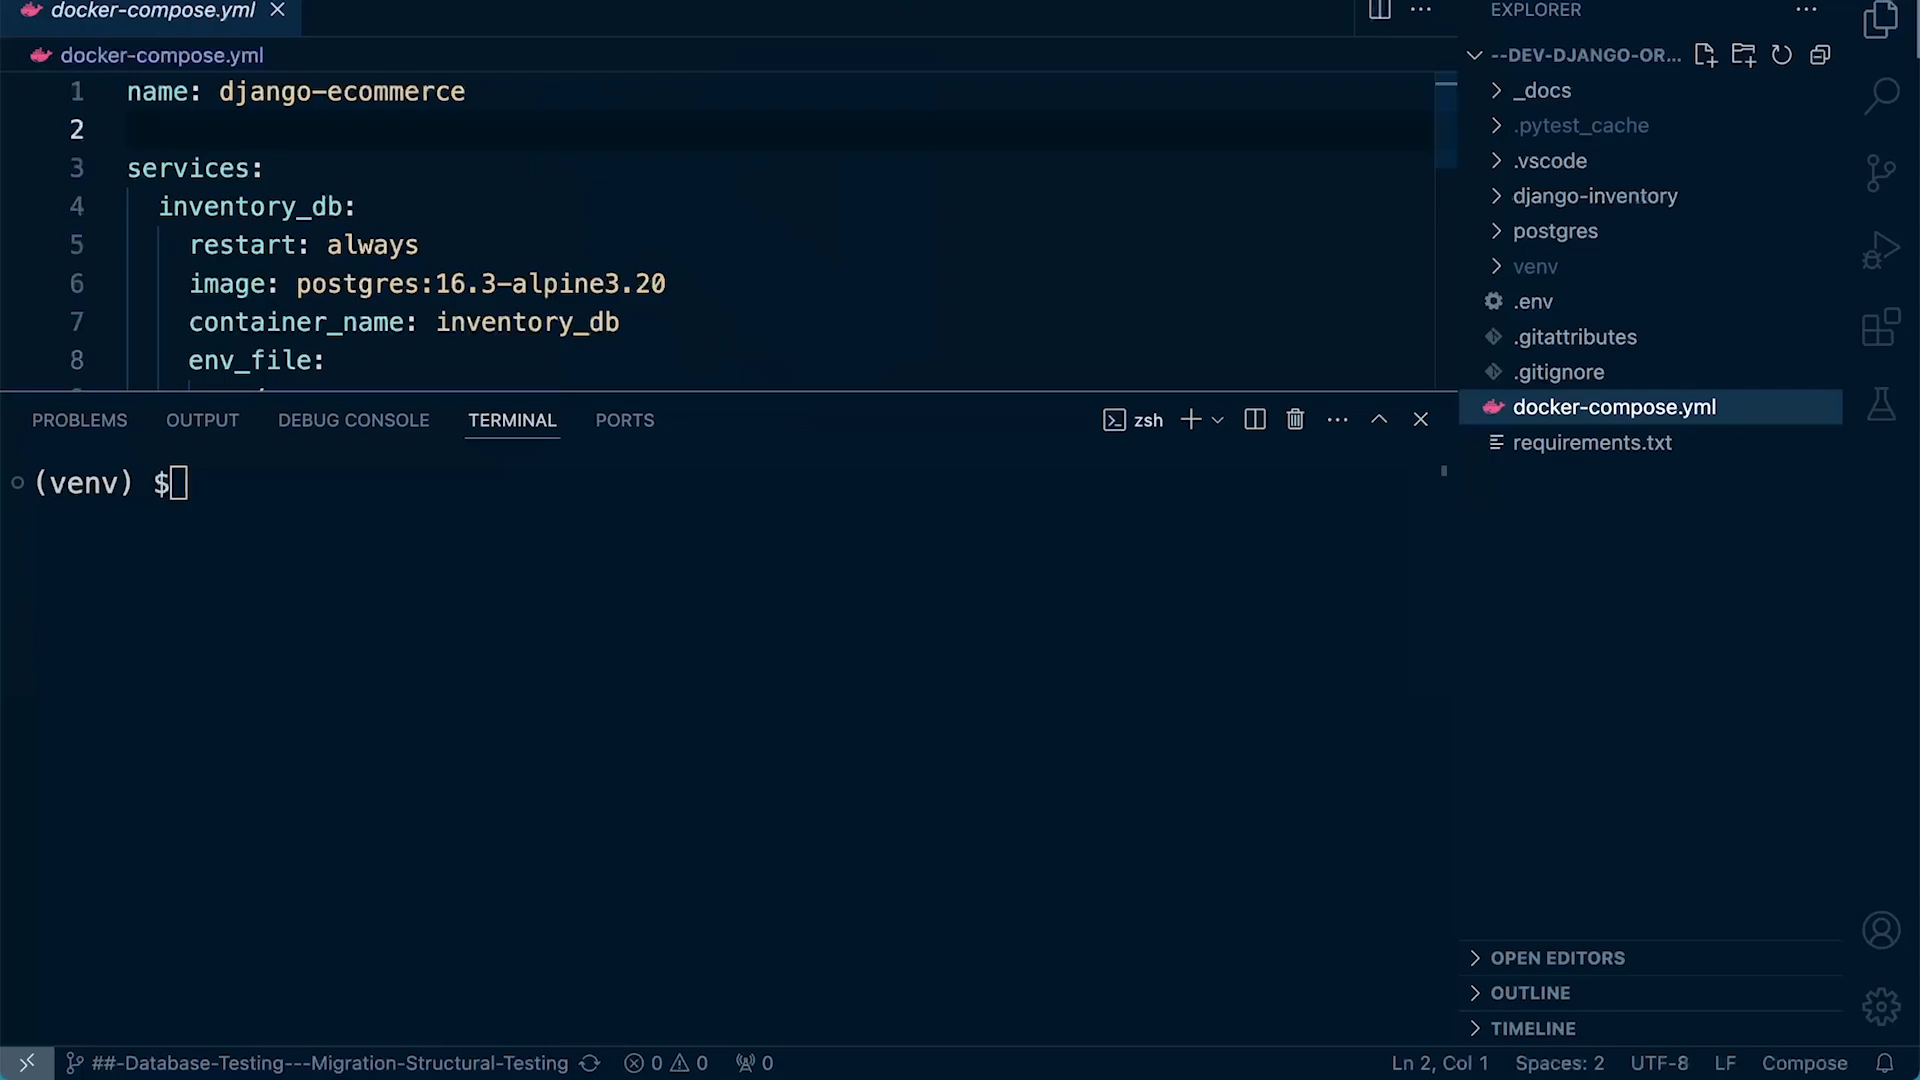 docker-compose.yml
docker-compose.yml
1 name: django-ecommerce
2
3 services:
4 inventory_db:
5 restart: always
6 image: postgres:16.3-alpine3.20
7 container_name: inventory_db
8 env_file:
PROBLEMS OUTPUT DEBUG CONSOLE TERMINAL PORTS zsh
(venv) $
EXPLORER
--DEV-DJANGO-OR...
_docs
.pytest_cache
.vscode
django-inventory
postgres
venv
.env
.gitattributes
.gitignore
docker-compose.yml
requirements.txt
OPEN EDITORS
OUTLINE
TIMELINE
##-Database-Testing---Migration-Structural-Testing 0 0 0 Ln 2, Col 1 Spaces: 2 UTF-8 LF Compose